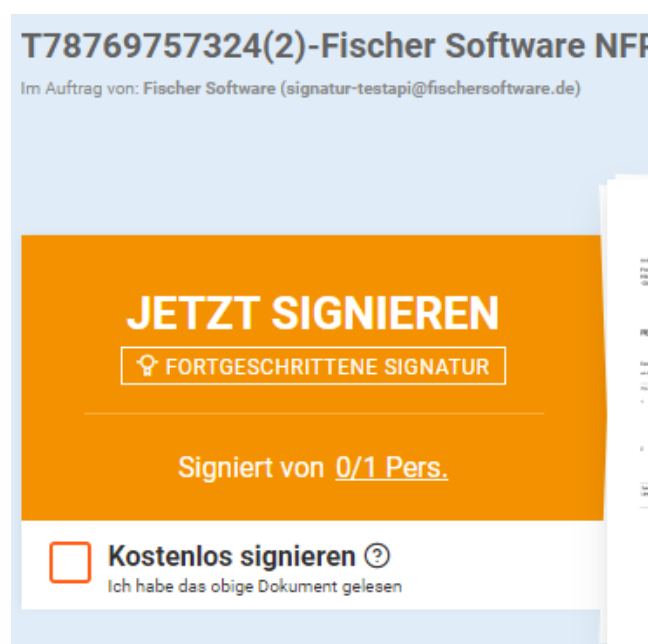 T78769757324(2)-Fischer Software NFP
Im Auftrag von: Fischer Software (signatur-testapi@fischersoftware.de)
JETZT SIGNIEREN
FORTGESCHRITTENE SIGNATUR
Signiert von 0/1 Pers.
Kostenlos signieren
Ich habe das obige Dokument gelesen